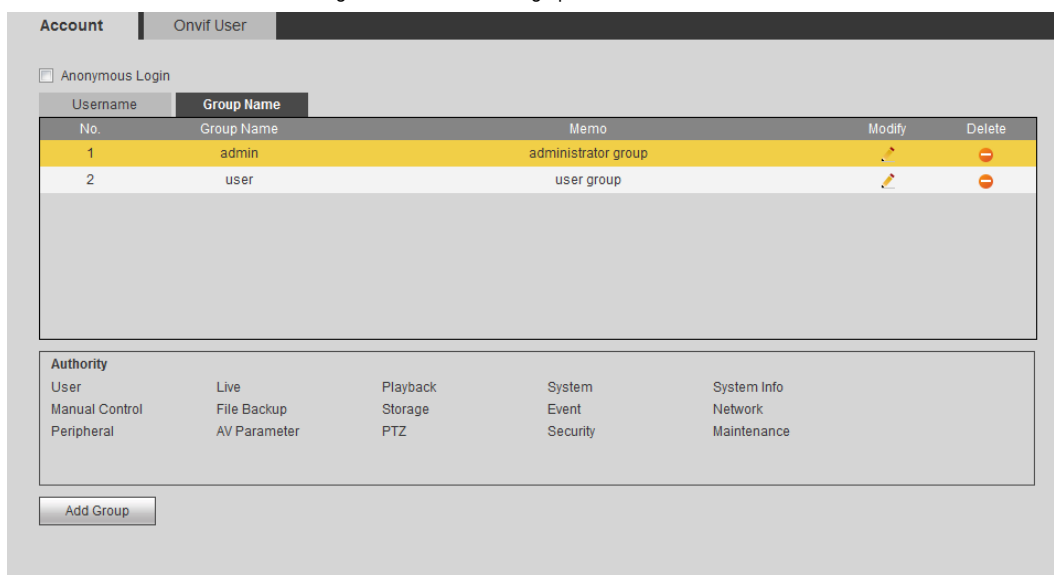 Account Onvif User
Anonymous Login
Username Group Name
No. Group Name Memo Modify Delete
1 admin administrator group
2 user user group
Authority
User Live Playback System System Info
Manual Control File Backup Storage Event Network
Peripheral AV Parameter PTZ Security Maintenance
Add Group